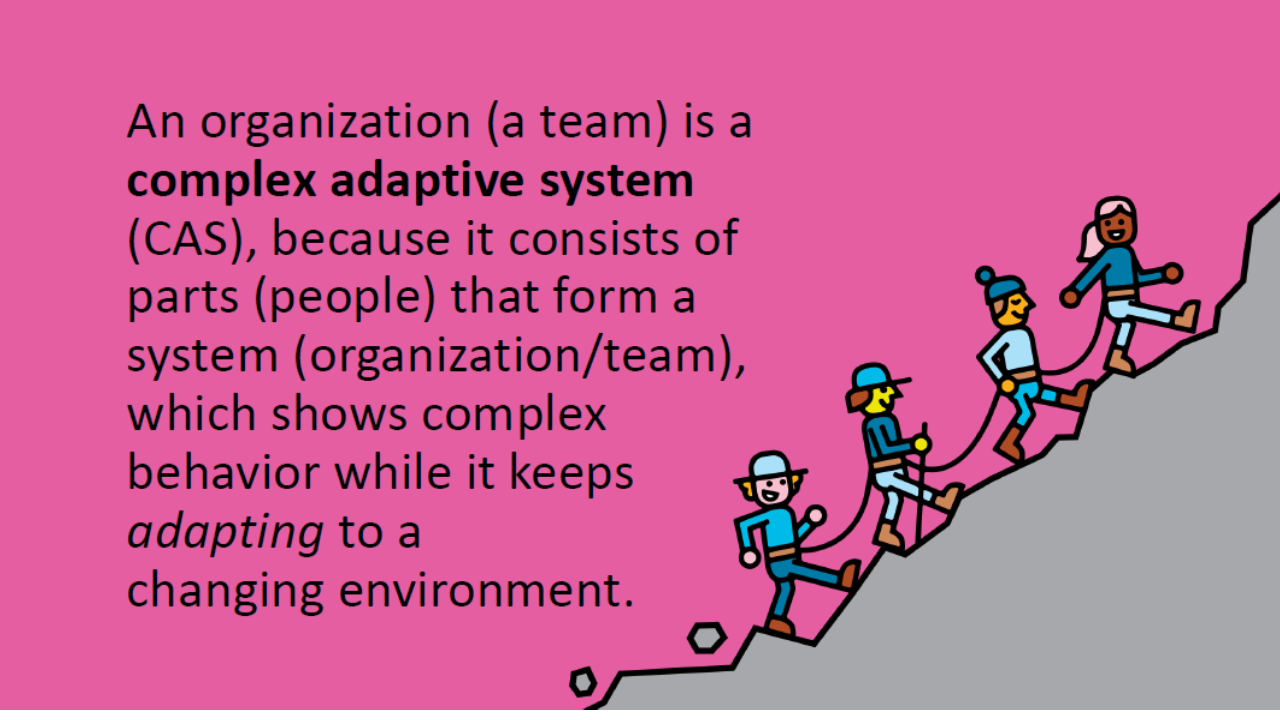 An organization (a team) is a
complex adaptive system
(CAS), because it consists of
parts (people) that form a
system (organization/team),
which shows complex
behavior while it keeps
adapting to a
changing environment.